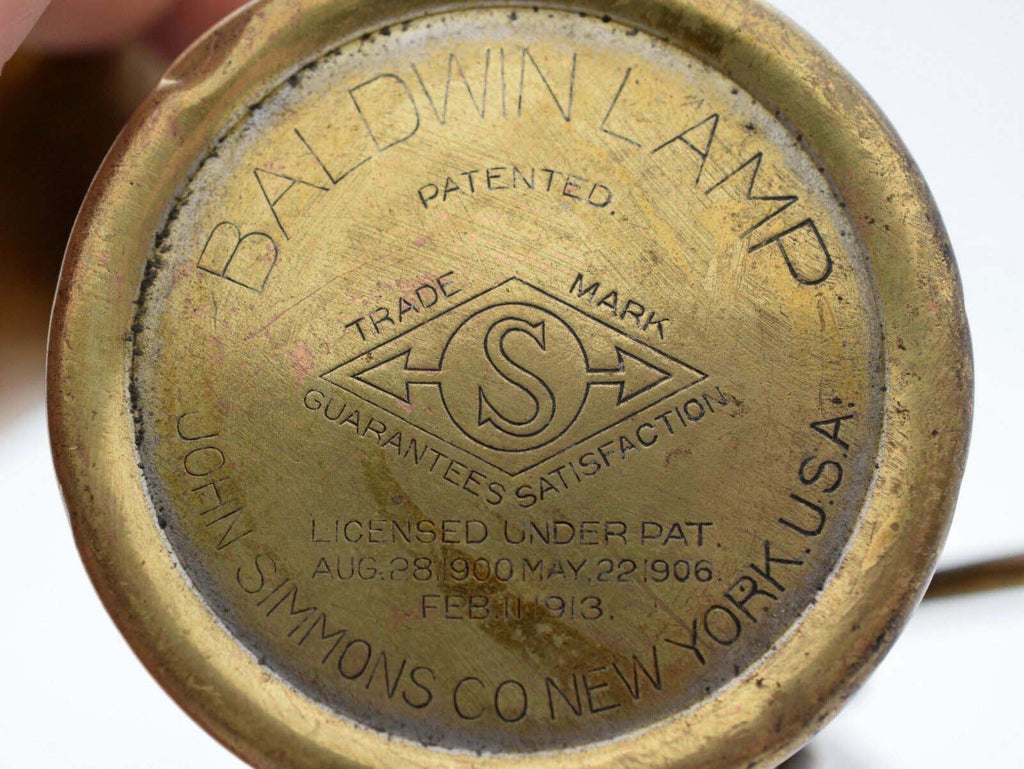 BALDWIN LAMP
PATENTED.
TRADE MARK
S
GUARANTEES SATISFACTION
LICENSED UNDER PAT.
AUG.28,1900 MAY.22 1906.
FEB.11,1913.
JOHN SIMMONS CO NEW YORK.U.S.A.